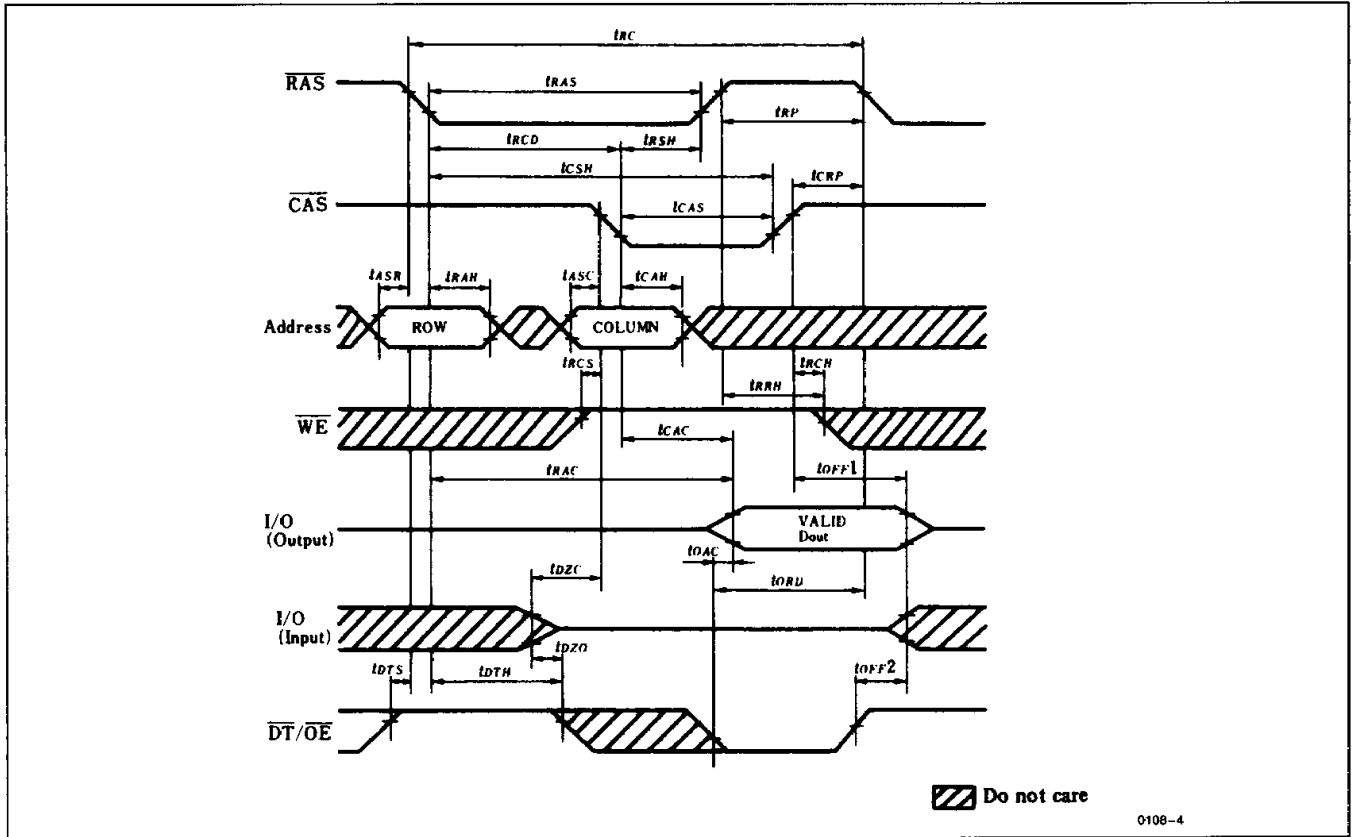 tRC
RAS
tRAS
tRP
tRCD
tRSH
tCSH
tCRP
CAS
tCAS
tASR
tRAH
tASC
tCAH
Address
ROW
COLUMN
tRCS
tRCH
tRRH
WE
tCAC
tRAC
tOFF1
I/O
(Output)
VALID
Dout
tOAC
tDZC
tORD
I/O
(Input)
tDZO
tDTS
tDTH
tOFF2
DT/OE
Do not care
0108-4